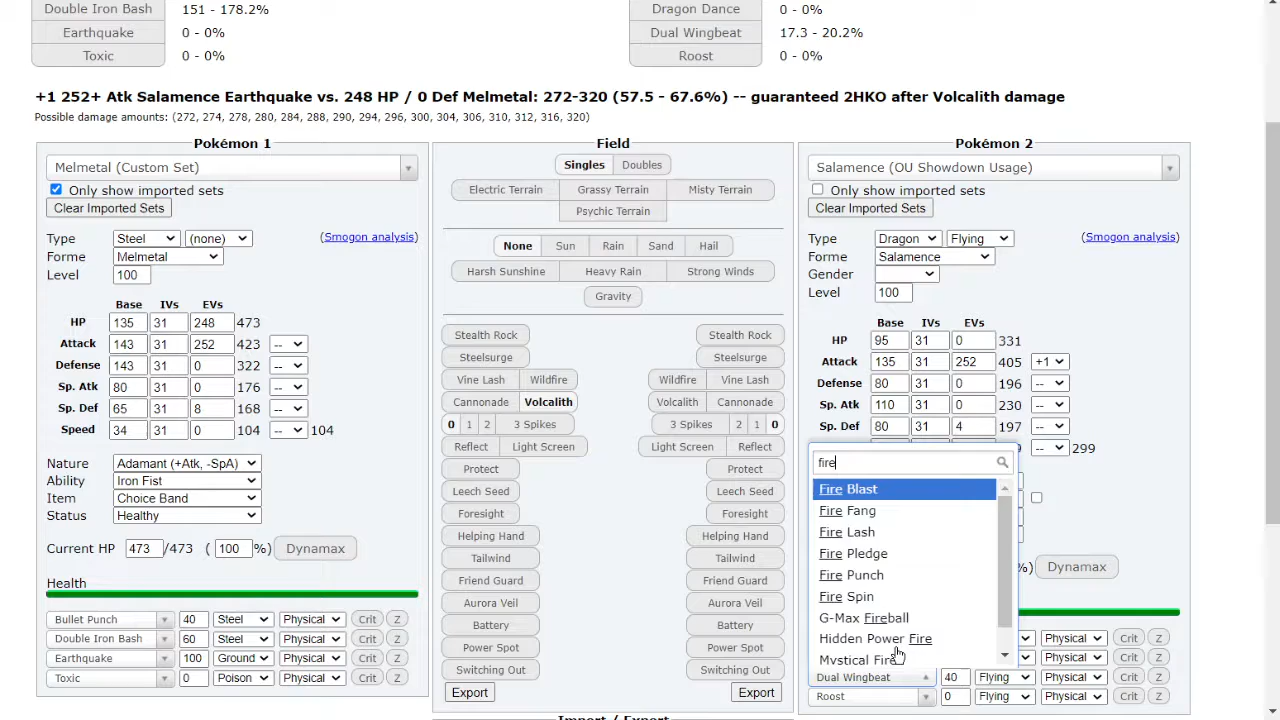 Double Iron Bash 151 - 178.2%
Earthquake 0 - 0%
Toxic 0 - 0%
Dragon Dance 0 - 0%
Dual Wingbeat 17.3 - 20.2%
Roost 0 - 0%
+1 252+ Atk Salamence Earthquake vs. 248 HP / 0 Def Melmetal: 272-320 (57.5 - 67.6%) -- guaranteed 2HKO after Volcalith damage
Possible damage amounts: (272, 274, 278, 280, 284, 288, 290, 294, 296, 300, 304, 306, 310, 312, 316, 320)
Pokémon 1
Melmetal (Custom Set)
Only show imported sets
Clear Imported Sets
Type Steel (none) (Smogon analysis)
Forme Melmetal
Level 100
Base IVs EVs
HP 135 31 248 473
Attack 143 31 252 423 --
Defense 143 31 0 322 --
Sp. Atk 80 31 0 176 --
Sp. Def 65 31 8 168 --
Speed 34 31 0 104 -- 104
Nature Adamant (+Atk, -SpA)
Ability Iron Fist
Item Choice Band
Status Healthy
Current HP 473 /473 ( 100 %) Dynamax
Health
Bullet Punch 40 Steel Physical Crit Z
Double Iron Bash 60 Steel Physical Crit Z
Earthquake 100 Ground Physical Crit Z
Toxic 0 Poison Physical Crit Z
Field
Singles Doubles
Electric Terrain Grassy Terrain Misty Terrain
Psychic Terrain
None Sun Rain Sand Hail
Harsh Sunshine Heavy Rain Strong Winds
Gravity
Stealth Rock Stealth Rock
Steelsurge Steelsurge
Vine Lash Wildfire Wildfire Vine Lash
Cannonade Volcalith Volcalith Cannonade
0 1 2 3 Spikes 3 Spikes 2 1 0
Reflect Light Screen Light Screen Reflect
Protect Protect
Leech Seed Leech Seed
Foresight Foresight
Helping Hand Helping Hand
Tailwind Tailwind
Friend Guard Friend Guard
Aurora Veil Aurora Veil
Battery Battery
Power Spot Power Spot
Switching Out Switching Out
Export Export
Import / Export
Pokémon 2
Salamence (OU Showdown Usage)
Only show imported sets
Clear Imported Sets
Type Dragon Flying (Smogon analysis)
Forme Salamence
Gender
Level 100
Base IVs EVs
HP 95 31 0 331
Attack 135 31 252 405 +1
Defense 80 31 0 196 --
Sp. Atk 110 31 0 230 --
Sp. Def 80 31 4 197 --
9 -- 299
fire
Fire Blast
Fire Fang
Fire Lash
Fire Pledge
Fire Punch
Fire Spin
G-Max Fireball
Hidden Power Fire
Mystical Fire
%) Dynamax
Physical Crit Z
Physical Crit Z
Dual Wingbeat 40 Flying Physical Crit Z
Roost 0 Flying Physical Crit Z